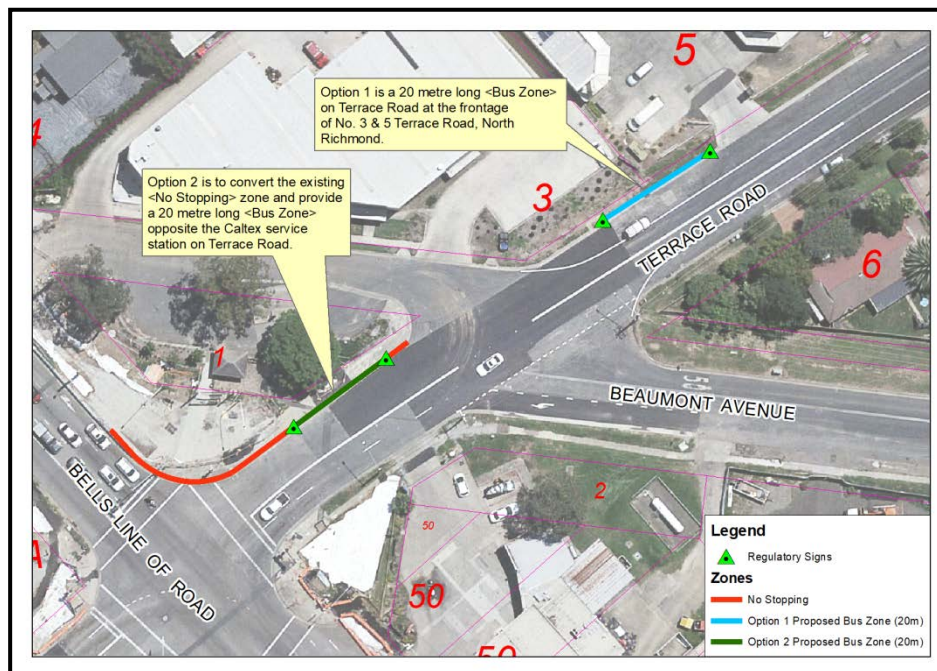 5
Option 1 is a 20 metre long <Bus Zone>
on Terrace Road at the frontage
of No. 3 & 5 Terrace Road, North
Richmond.
4
Option 2 is to convert the existing
<No Stopping> zone and provide
a 20 metre long <Bus Zone>
opposite the Caltex service
station on Terrace Road.
3
TERRACE ROAD
6
1
50
BEAUMONT AVENUE
BELLS LINE OF ROAD
2
50
50
50
A
Legend
Regulatory Signs
Zones
No Stopping
Option 1 Proposed Bus Zone (20m)
Option 2 Proposed Bus Zone (20m)